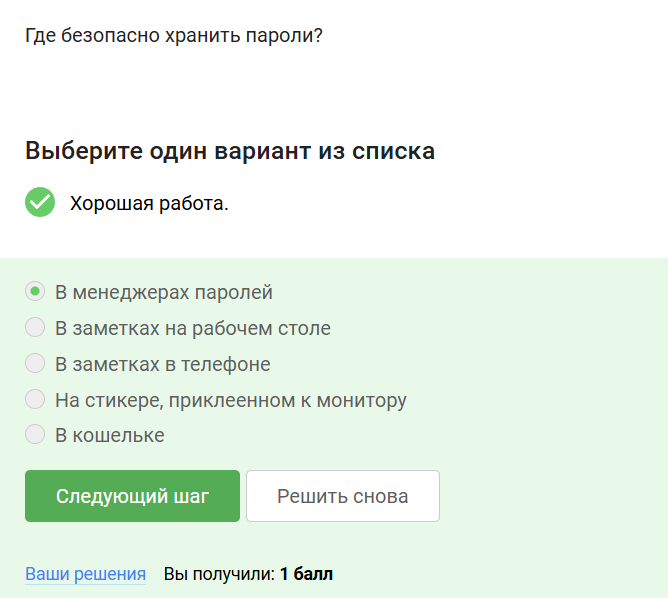 Где безопасно хранить пароли?
Выберите один вариант из списка
Хорошая работа.
В менеджерах паролей
В заметках на рабочем столе
В заметках в телефоне
На стикере, приклеенном к монитору
В кошельке
Следующий шаг
Решить снова
Ваши решения Вы получили: 1 балл